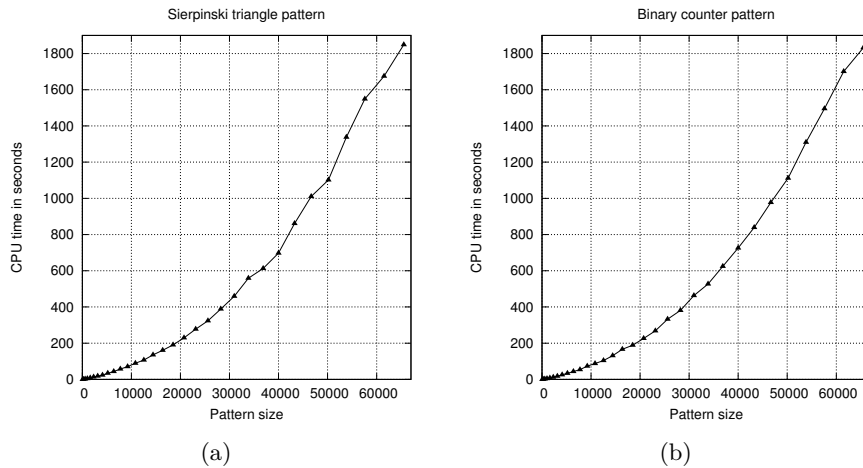 Sierpinski triangle pattern
1800
1600
1400
1200
1000
800
600
400
200
0
0 10000 20000 30000 40000 50000 60000
CPU time in seconds
Pattern size
(a)
Binary counter pattern
1800
1600
1400
1200
1000
800
600
400
200
0
0 10000 20000 30000 40000 50000 60000
CPU time in seconds
Pattern size
(b)